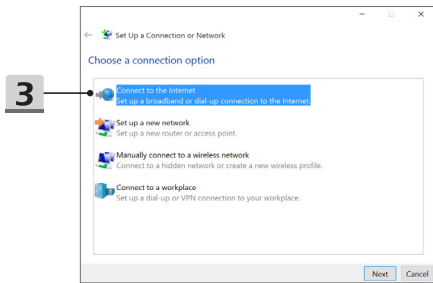 Set Up a Connection or Network
Choose a connection option
3
Connect to the Internet
Set up a broadband or dial-up connection to the Internet.
Set up a new network
Set up a new router or access point.
Manually connect to a wireless network
Connect to a hidden network or create a new wireless profile.
Connect to a workplace
Set up a dial-up or VPN connection to your workplace.
Next Cancel